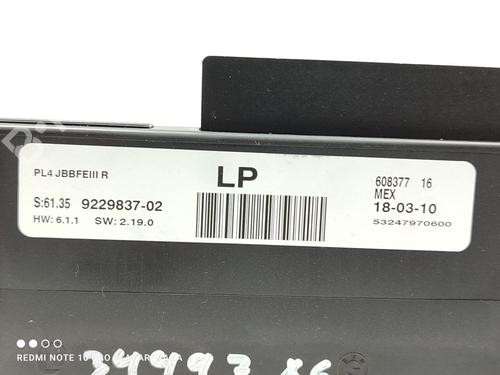 PL4 JBBFEIII R
LP
608377 16
MEX
S:61.35 9229837-02
18-03-10
HW: 6.1.1 SW: 2.19.0
53247970600
REDMI NOTE 10